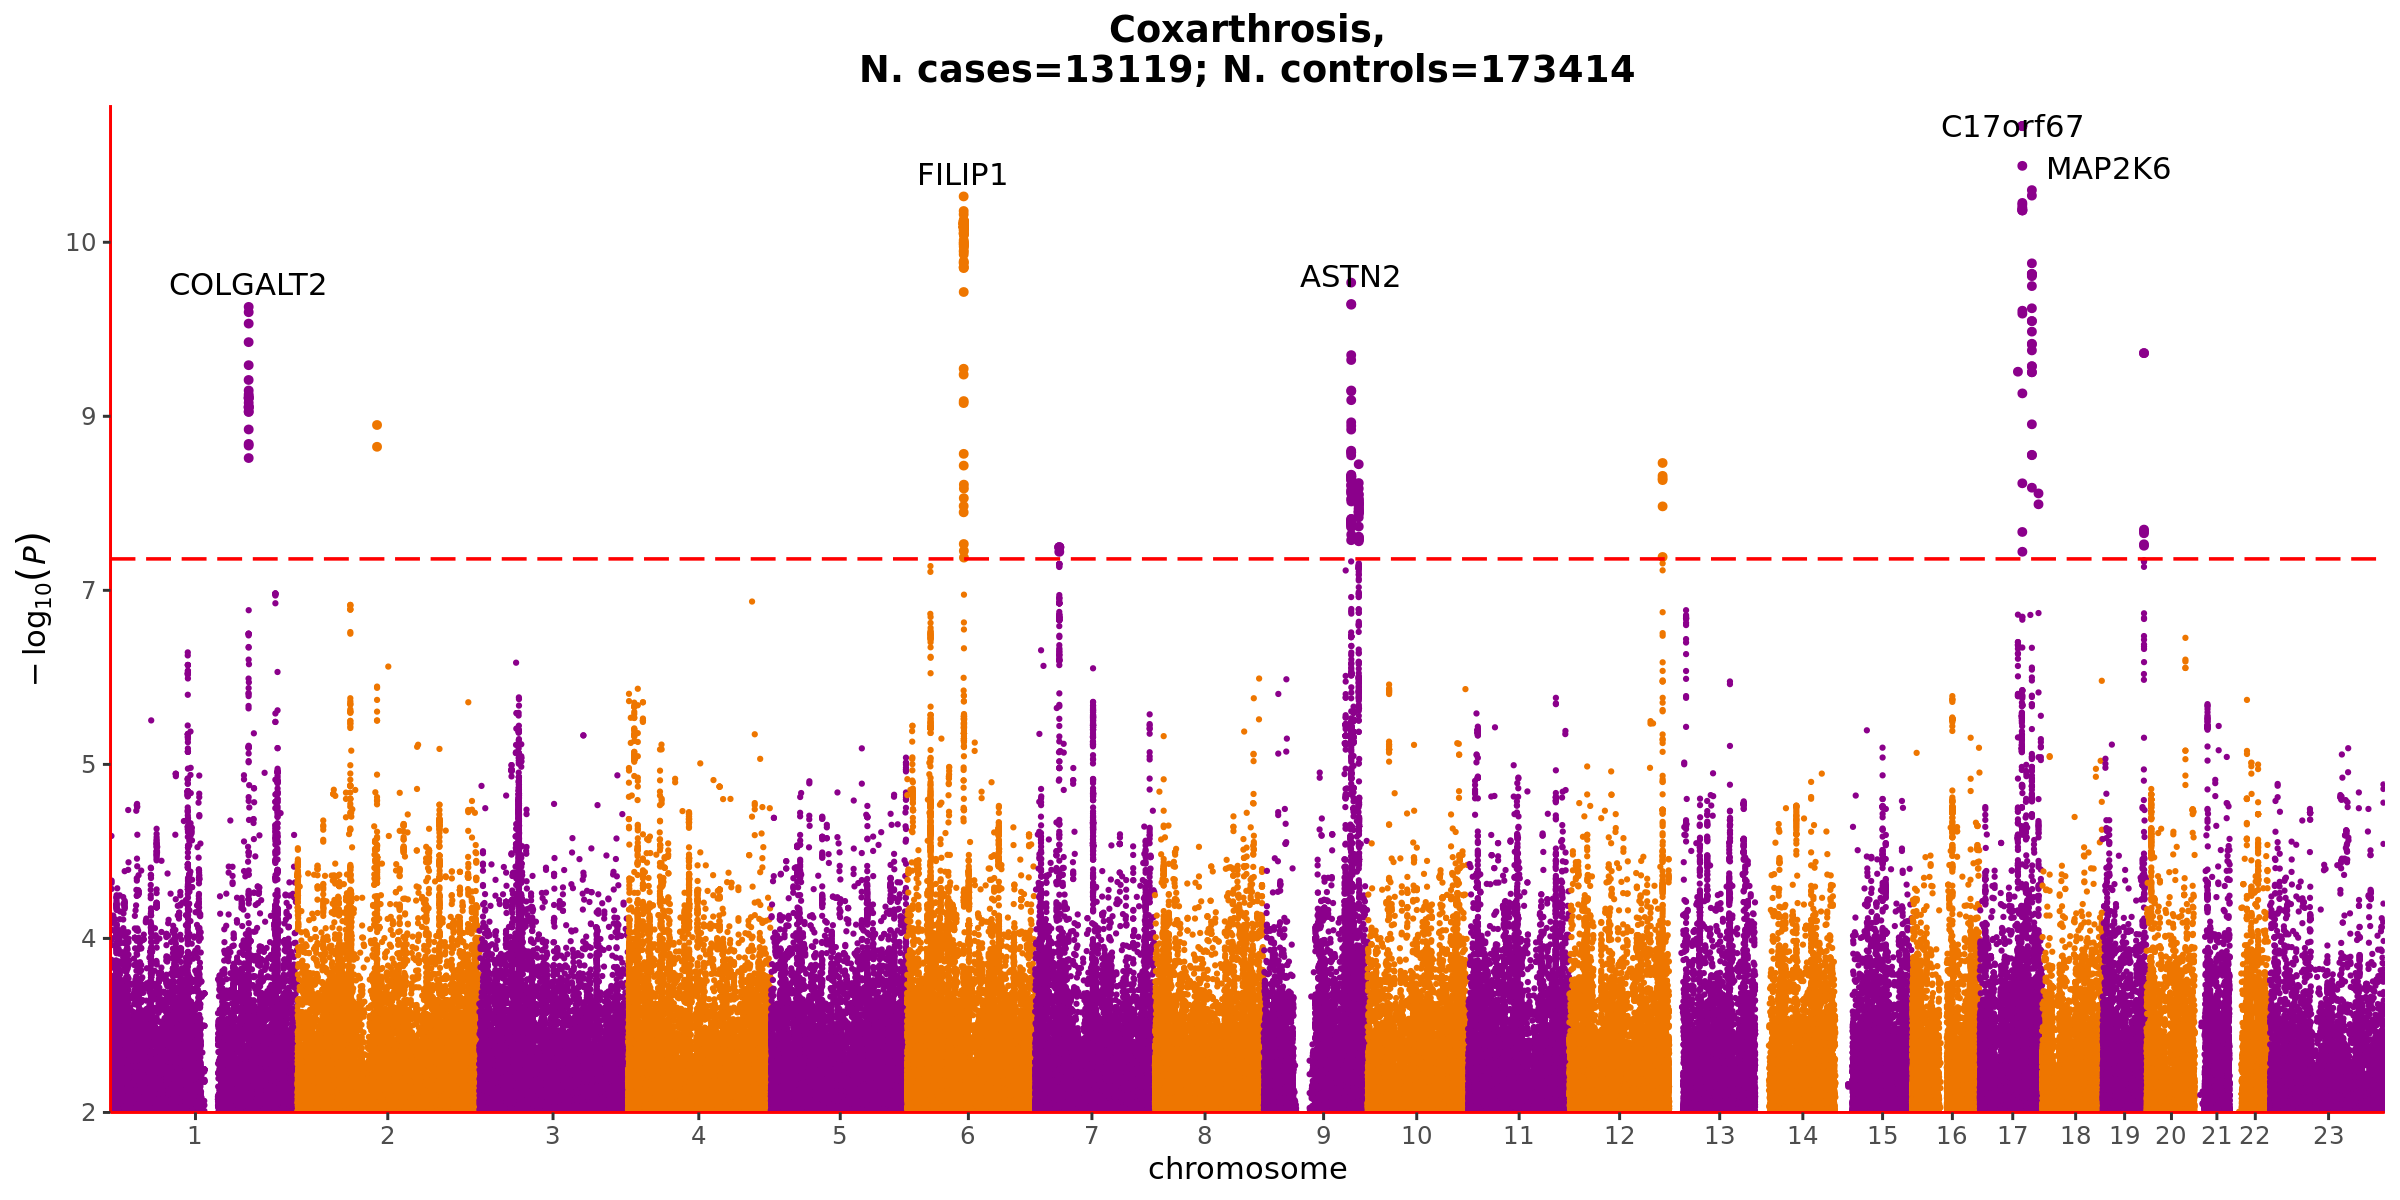 Coxarthrosis,
N. cases=13119; N. controls=173414
C17orf67
MAP2K6
FILIP1
ASTN2
COLGALT2
10
9
7
5
4
2
− log10(P)
1 2 3 4 5 6 7 8 9 10 11 12 13 14 15 16 17 18 19 20 21 22 23
chromosome